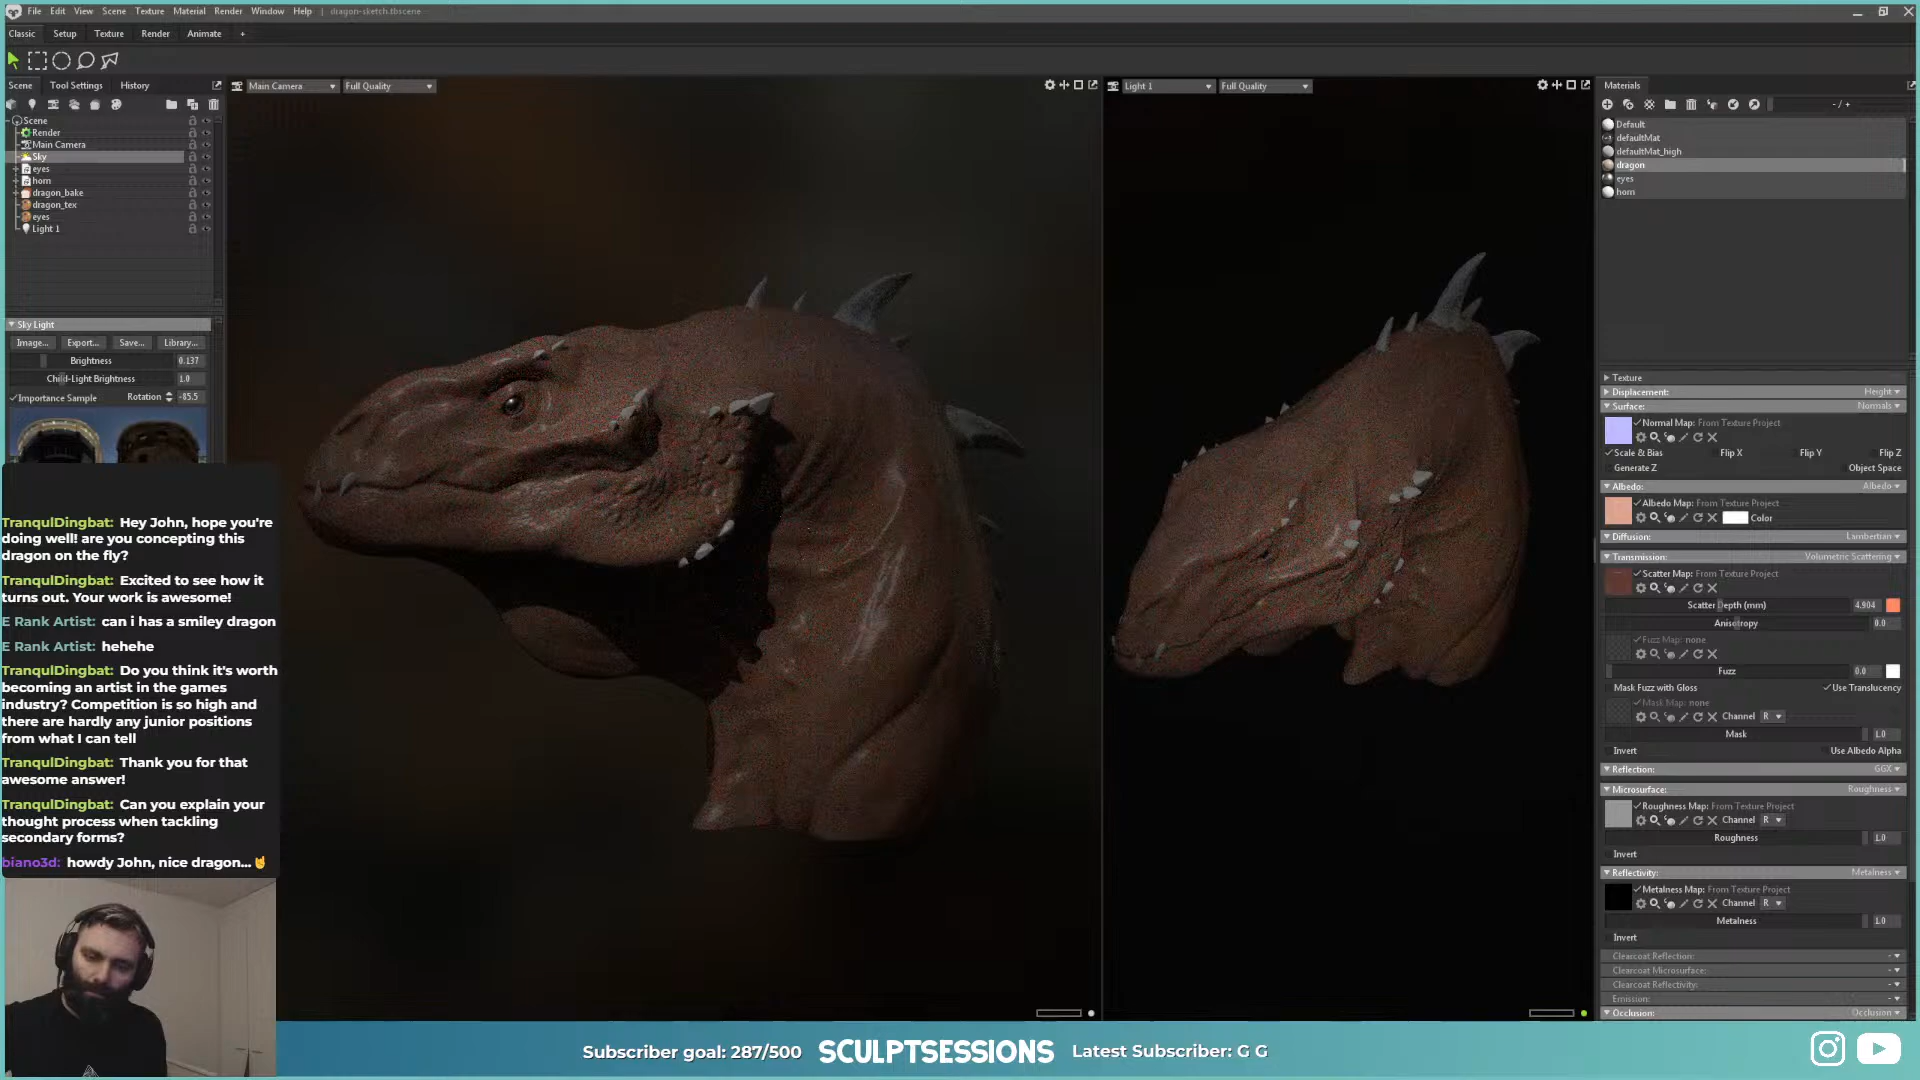 File Edit View Scene Texture Material Render Window Help | dragon-sketch.tbscene
Classic Setup Texture Render Animate +
Scene Tool Settings History
Main Camera Full Quality
Light 1 Full Quality
Materials
- / +
Scene
Render
Main Camera
Sky
eyes
horn
dragon_bake
dragon_tex
eyes
Light 1
Sky Light
Image... Export... Save... Library...
Brightness 0.137
Child-Light Brightness 1.0
Importance Sample Rotation -85.5
TranqulDingbat: Hey John, hope you're
doing well! are you concepting this
dragon on the fly?
TranqulDingbat: Excited to see how it
turns out. Your work is awesome!
E Rank Artist: can i has a smiley dragon
E Rank Artist: hehehe
TranqulDingbat: Do you think it's worth
becoming an artist in the games
industry? Competition is so high and
there are hardly any junior positions
from what I can tell
TranqulDingbat: Thank you for that
awesome answer!
TranqulDingbat: Can you explain your
thought process when tackling
secondary forms?
biano3d: howdy John, nice dragon...🤘
Default
defaultMat
defaultMat_high
dragon
eyes
horn
Texture
Displacement: Height
Surface: Normals
Normal Map: From Texture Project
Scale & Bias Flip X Flip Y Flip Z
Generate Z Object Space
Albedo: Albedo
Albedo Map: From Texture Project
Color
Diffusion: Lambertian
Transmission: Volumetric Scattering
Scatter Map: From Texture Project
Scatter Depth (mm) 4.904
Anisotropy 0.0
Fuzz Map: none
Fuzz 0.0
Mask Fuzz with Gloss Use Translucency
Mask Map: none
Channel R
Mask 1.0
Invert Use Albedo Alpha
Reflection: GGX
Microsurface: Roughness
Roughness Map: From Texture Project
Channel R
Roughness 1.0
Invert
Reflectivity: Metalness
Metalness Map: From Texture Project
Channel R
Metalness 1.0
Invert
Clearcoat Reflection: -
Clearcoat Microsurface: -
Clearcoat Reflectivity: -
Emission: -
Occlusion: Occlusion
Subscriber goal: 287/500 SCULPTSESSIONS Latest Subscriber: G G